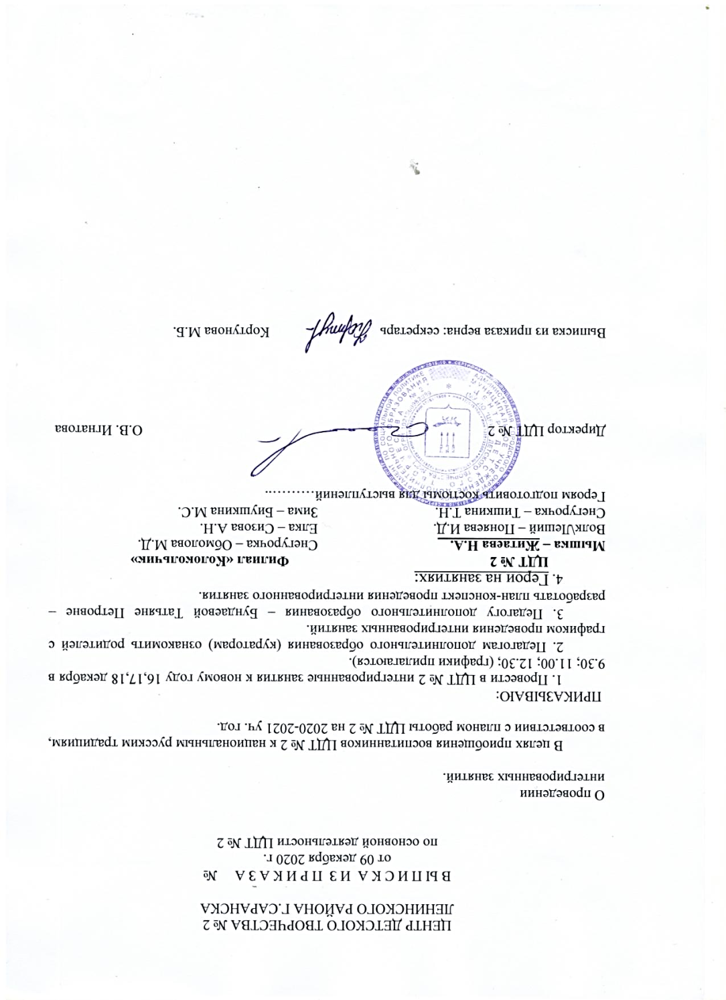 ЦЕНТР ДЕТСКОГО ТВОРЧЕСТВА № 2
ЛЕНИНСКОГО РАЙОНА Г.САРАНСКА
В Ы П И С К А  И З  П Р И К А З А  №
от 09 декабря 2020 г.
по основной деятельности ЦДТ № 2
О проведении
интегрированных занятий.
В целях приобщения воспитанников ЦДТ № 2 к национальным русским традициям,
в соответствии с планом работы ЦДТ № 2 на 2020-2021 уч. год.
ПРИКАЗЫВАЮ:
1. Провести в ЦДТ № 2 интегрированные занятия к новому году 16,17,18 декабря в
9.30; 11.00; 12.30; (графики прилагаются).
2. Педагогам дополнительного образования (кураторам) ознакомить родителей с
графиком проведения интегрированных занятий.
3. Педагогу дополнительного образования – Бундаевой Татьяне Петровне –
разработать план-конспект проведения интегрированного занятия.
4. Герои на занятиях:
ЦДТ № 2 Филиал «Колокольчик»
Мышка – Житаева Н.А. Снегурочка – Обмолова М.Д.
Волк\Леший – Поняева И.Д. Елка – Сизова А.Н.
Снегурочка – Тишкина Т.Н. Зима – Биушкина М.С.
Героям подготовить костюмы для выступлений…………
Директор ЦДТ № 2 О.В. Игнатова
Выписка из приказа верна: секретарь Кортунова М.Б.